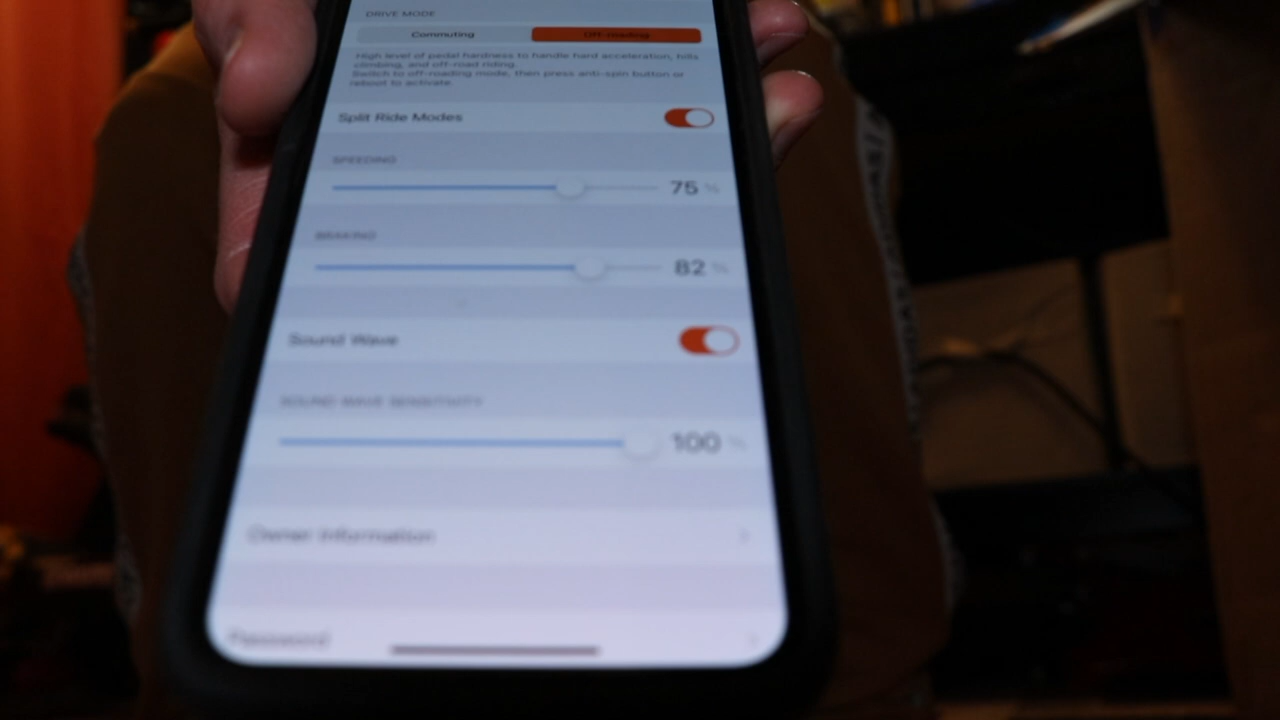 DRIVE MODE
Commuting Off-roading
High level of pedal hardness to handle hard acceleration, hills
climbing, and off-road riding.
Switch to off-roading mode, then press anti-spin button or
reboot to activate.
Split Ride Modes
SPEEDING
75 %
BRAKING
82 %
Sound Wave
SOUND WAVE SENSITIVITY
100 %
Owner Information
Password